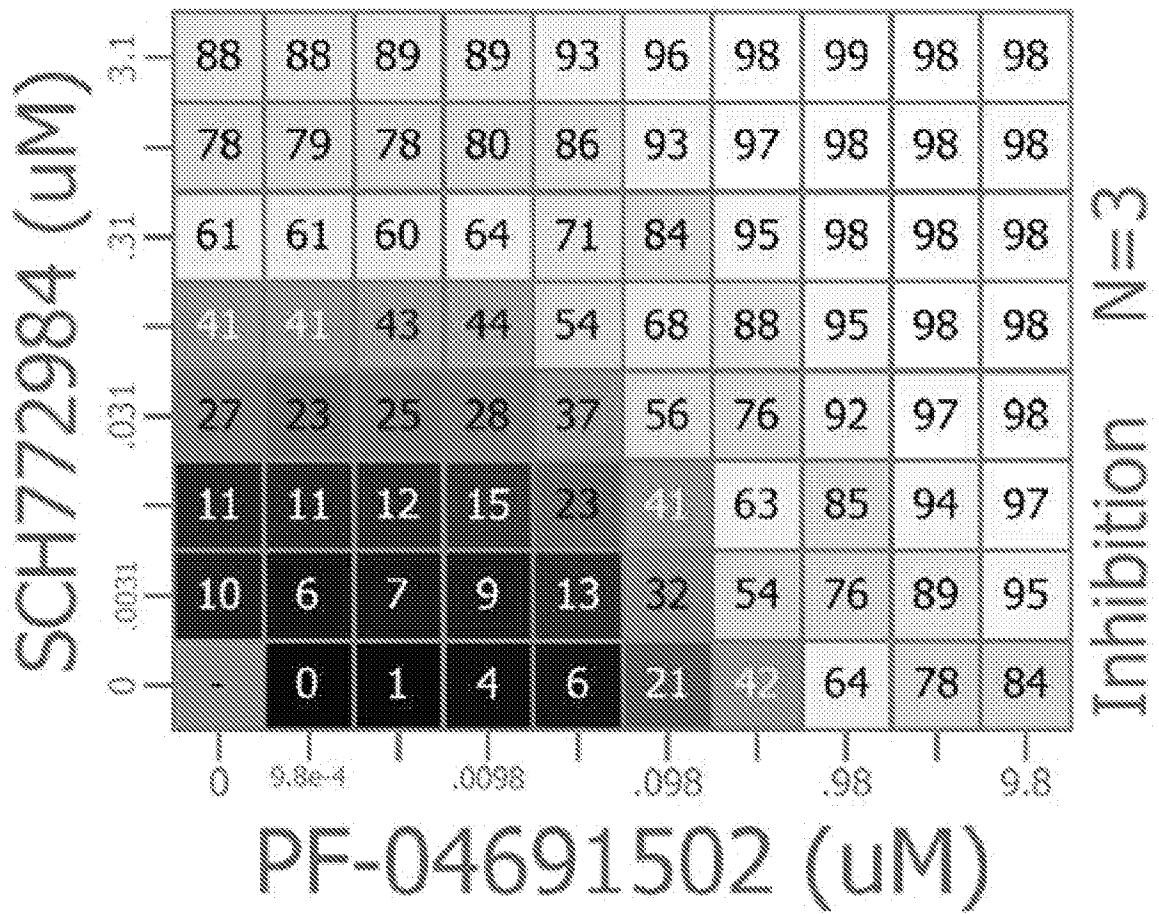 SCH772984 (uM)
3.1 88 88 89 89 93 96 98 99 98 98
78 79 78 80 86 93 97 98 98 98
.31 61 61 60 64 71 84 95 98 98 98
41 41 43 44 54 68 88 95 98 98
.031 27 23 25 28 37 56 76 92 97 98
11 11 12 15 23 41 63 85 94 97
.0031 10 6 7 9 13 32 54 76 89 95
0 - 0 1 4 6 21 42 64 78 84
0 9.8e-4 .0098 .098 .98 9.8
PF-04691502 (uM)
Inhibition N=3